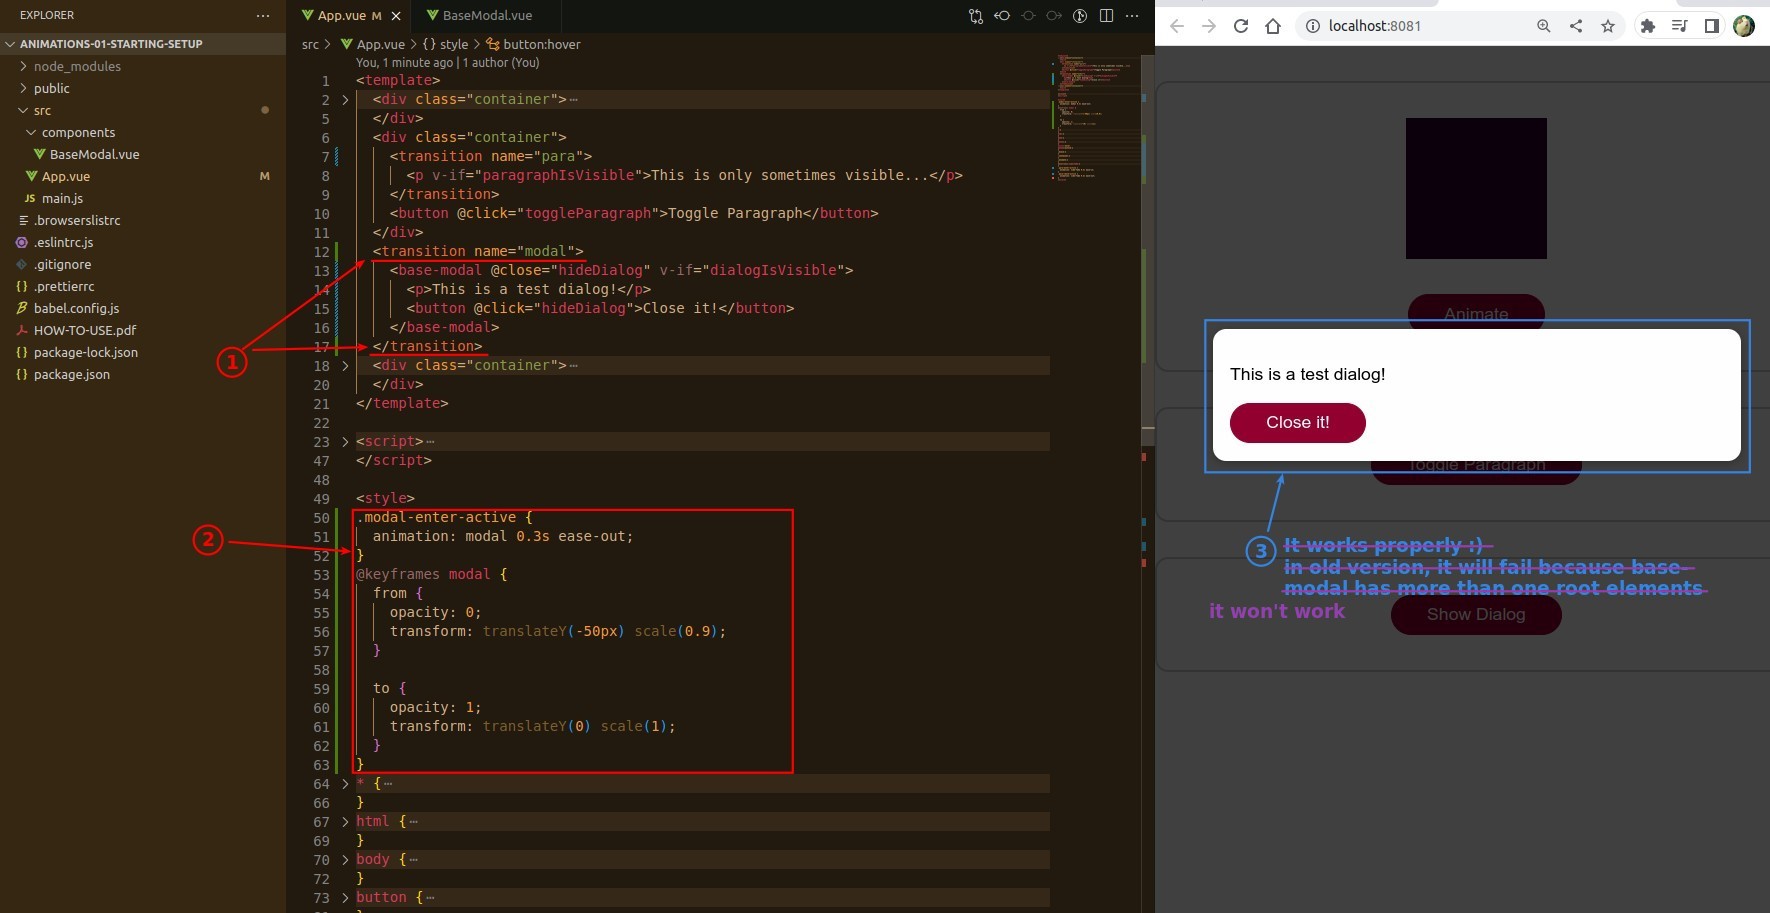 EXPLORER
ANIMATIONS-01-STARTING-SETUP
node_modules
public
src
components
BaseModal.vue
App.vue M
JS main.js
.browserslistrc
.eslintrc.js
.gitignore
{} .prettierrc
babel.config.js
HOW-TO-USE.pdf
{} package-lock.json
{} package.json
App.vue M
BaseModal.vue
src > App.vue > {} style > button:hover
You, 1 minute ago | 1 author (You)
1 <template>
2 <div class="container">…
5 </div>
6 <div class="container">
7 <transition name="para">
8 <p v-if="paragraphIsVisible">This is only sometimes visible...</p>
9 </transition>
10 <button @click="toggleParagraph">Toggle Paragraph</button>
11 </div>
12 <transition name="modal">
13 <base-modal @close="hideDialog" v-if="dialogIsVisible">
14 <p>This is a test dialog!</p>
15 <button @click="hideDialog">Close it!</button>
16 </base-modal>
17 </transition>
18 <div class="container">…
20 </div>
21 </template>
22
23 <script>…
47 </script>
48
49 <style>
50 .modal-enter-active {
51 animation: modal 0.3s ease-out;
52 }
53 @keyframes modal {
54 from {
55 opacity: 0;
56 transform: translateY(-50px) scale(0.9);
57 }
58
59 to {
60 opacity: 1;
61 transform: translateY(0) scale(1);
62 }
63 }
64 * {…
66 }
67 html {…
69 }
70 body {…
72 }
73 button {…
1
2
localhost:8081
Animate
This is a test dialog!
Close it!
Toggle Paragraph
3
It works properly :)
in old version, it will fail because base-
modal has more than one root elements
it won't work
Show Dialog